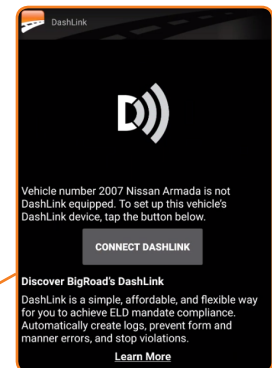 DashLink
D
Vehicle number 2007 Nissan Armada is not
DashLink equipped. To set up this vehicle's
DashLink device, tap the button below.
CONNECT DASHLINK
Discover BigRoad's DashLink
DashLink is a simple, affordable, and flexible way
for you to achieve ELD mandate compliance.
Automatically create logs, prevent form and
manner errors, and stop violations.
Learn More